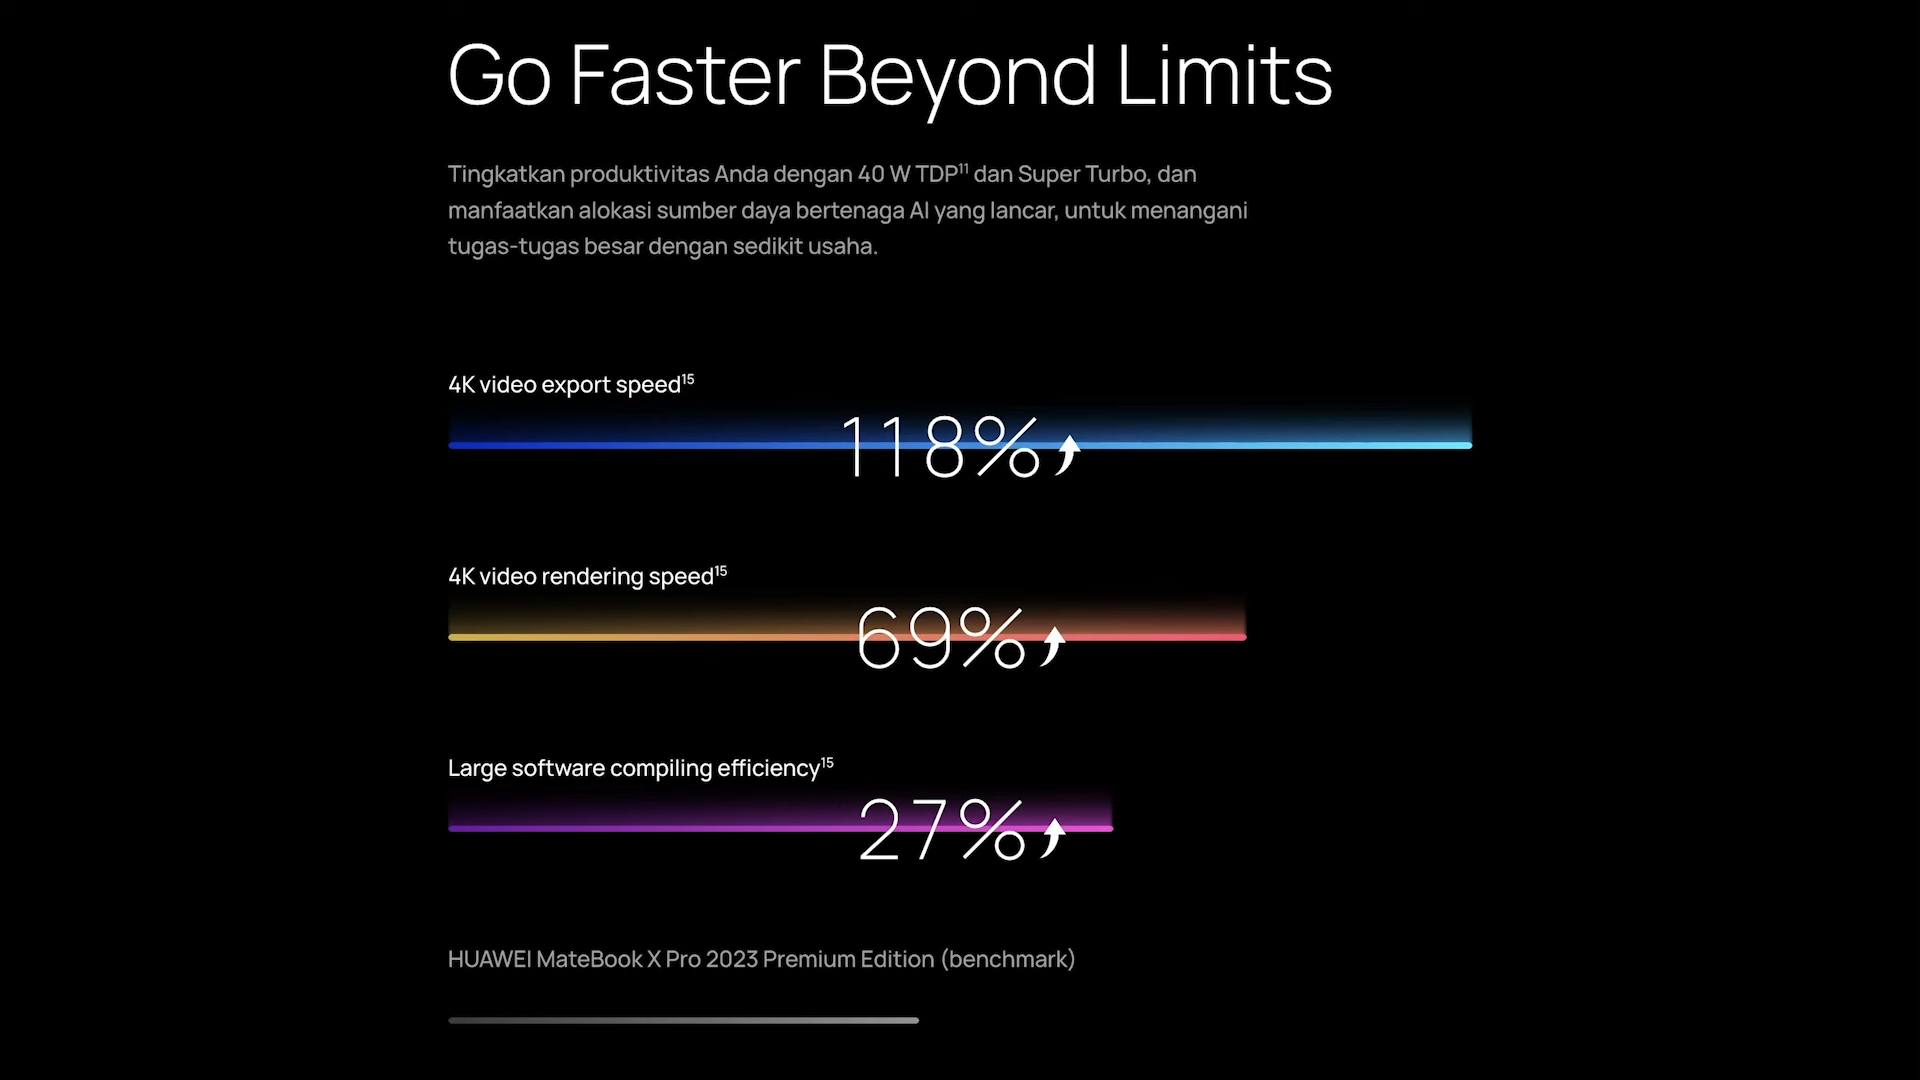 Go Faster Beyond Limits
Tingkatkan produktivitas Anda dengan 40 W TDP¹¹ dan Super Turbo, dan
manfaatkan alokasi sumber daya bertenaga AI yang lancar, untuk menangani
tugas-tugas besar dengan sedikit usaha.
4K video export speed¹⁵
118%
4K video rendering speed¹⁵
69%
Large software compiling efficiency¹⁵
27%
HUAWEI MateBook X Pro 2023 Premium Edition (benchmark)